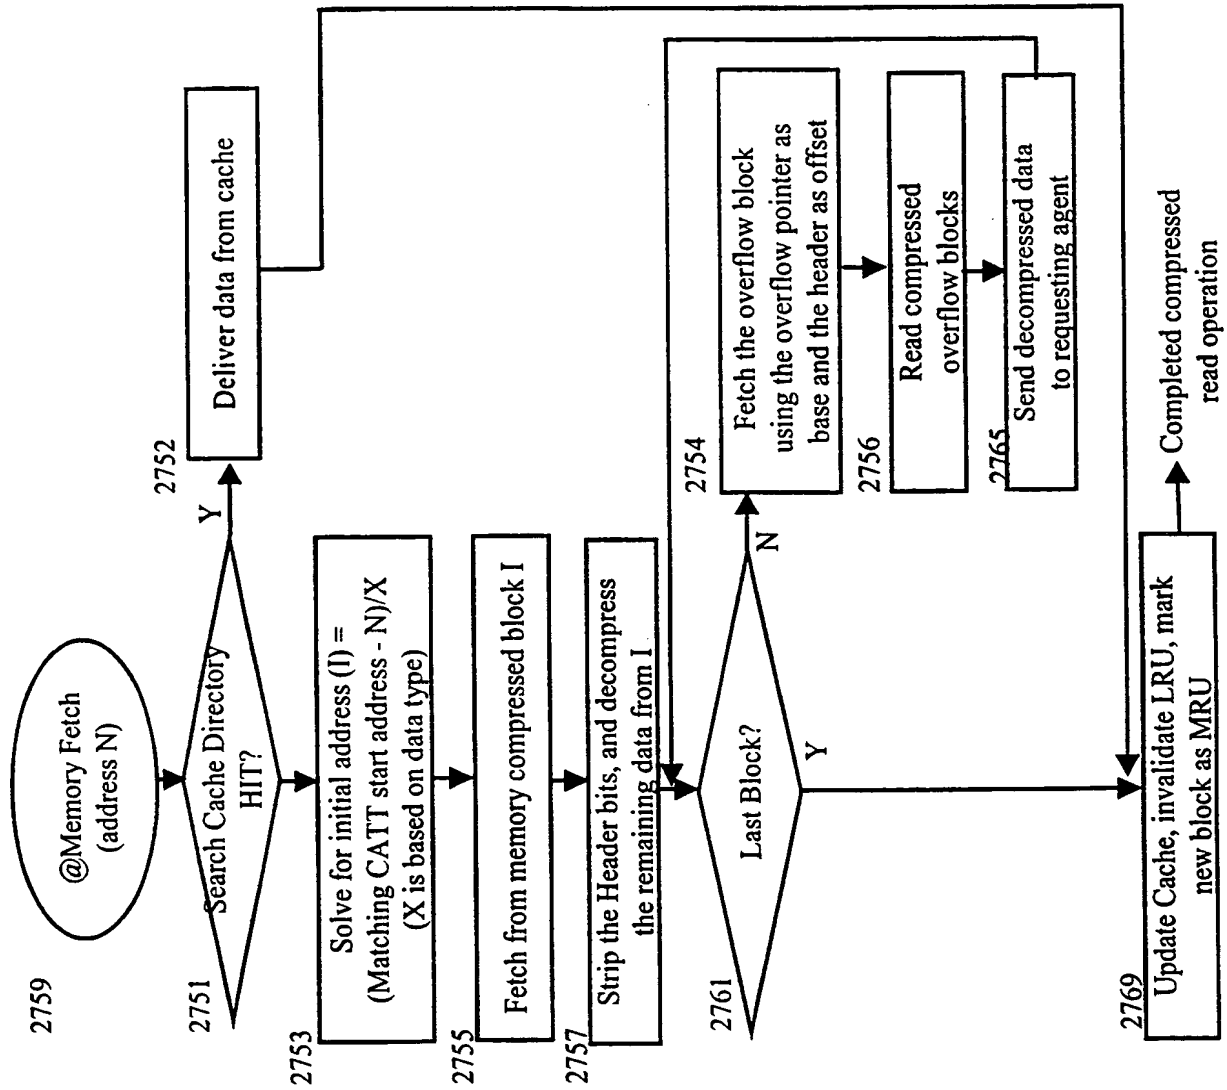 2759
@Memory Fetch
(address N)
2751
Search Cache Directory
HIT?
Y
2752
Deliver data from cache
2753
Solve for initial address (I) =
(Matching CATT start address - N)/X
(X is based on data type)
2755
Fetch from memory compressed block I
2757
Strip the Header bits, and decompress
the remaining data from I
2761
Last Block?
N
Y
2754
Fetch the overflow block
using the overflow pointer as
base and the header as offset
2756
Read compressed
overflow blocks
2765
Send decompressed data
to requesting agent
2769
Update Cache, invalidate LRU, mark
new block as MRU
Completed compressed
read operation